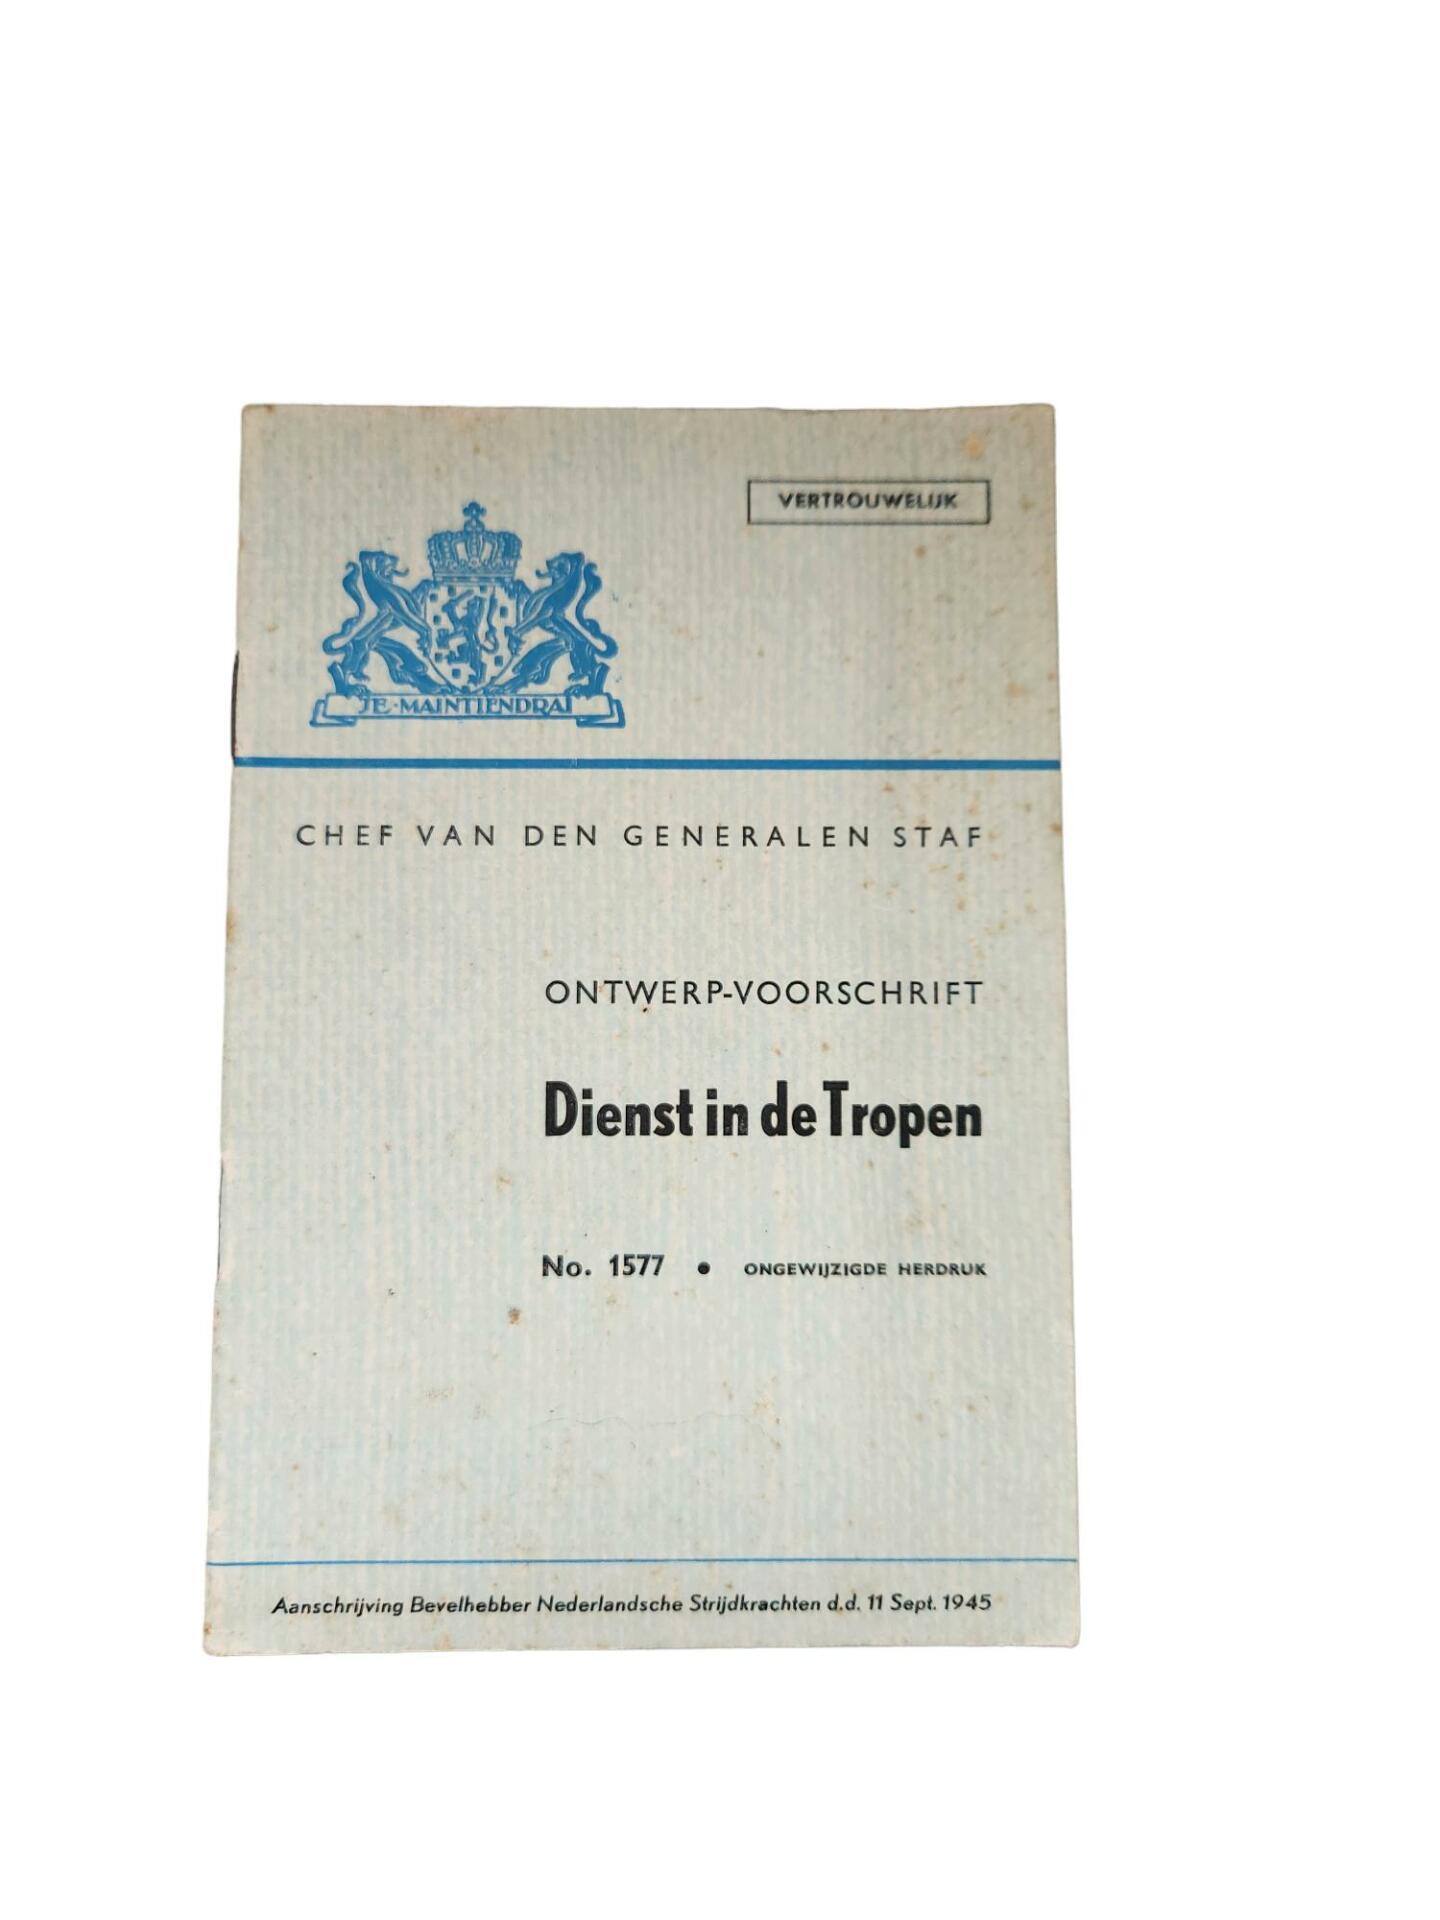 VERTROUWELIJK
JE·MAINTIENDRAI
CHEF VAN DEN GENERALEN STAF
ONTWERP-VOORSCHRIFT
Dienst in de Tropen
No. 1577 • ONGEWIJZIGDE HERDRUK
Aanschrijving Bevelhebber Nederlandsche Strijdkrachten d.d. 11 Sept. 1945